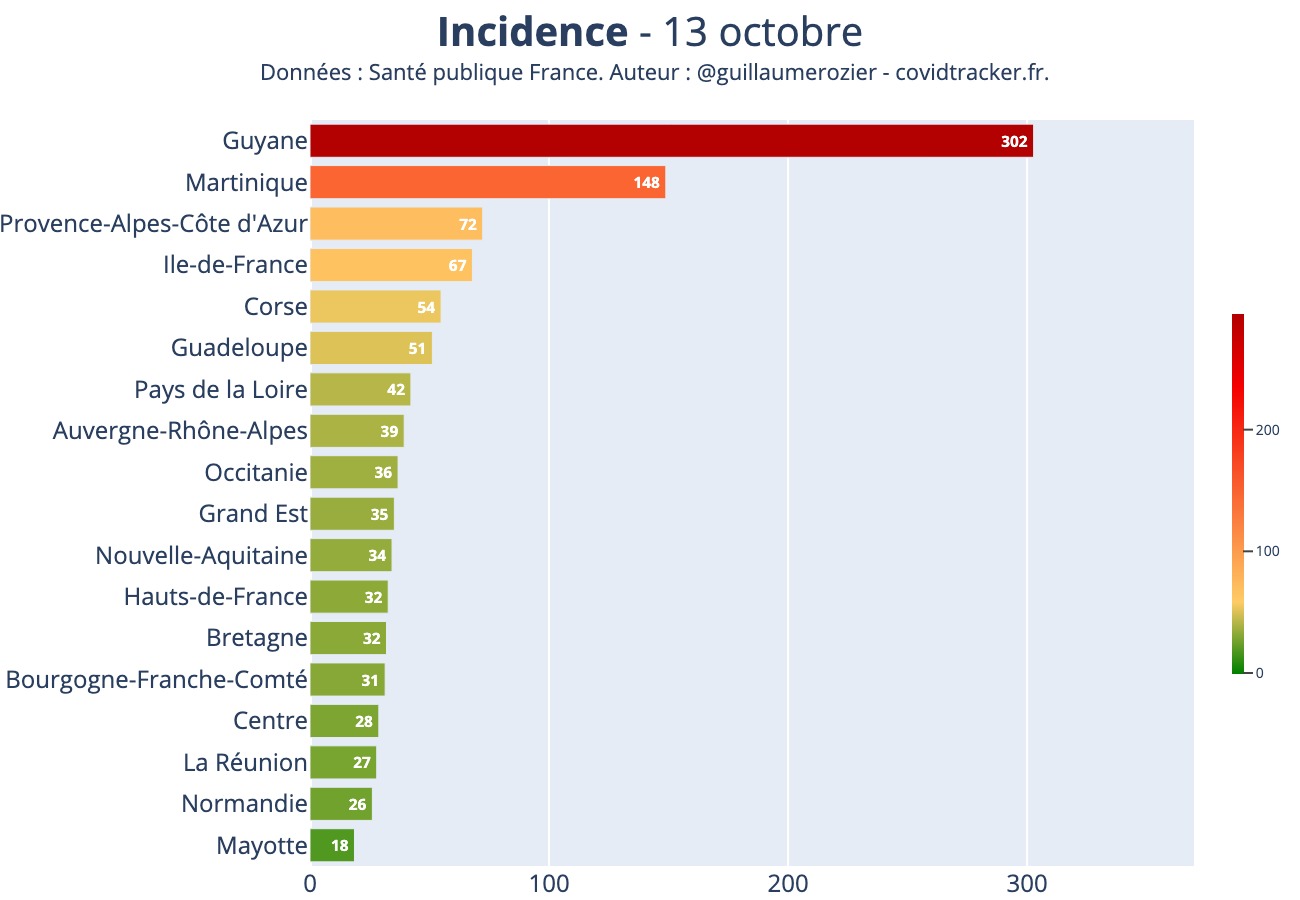 Incidence - 13 octobre
Données : Santé publique France. Auteur : @guillaumerozier - covidtracker.fr.
Guyane 302
Martinique 148
Provence-Alpes-Côte d'Azur 72
Ile-de-France 67
Corse 54
Guadeloupe 51
Pays de la Loire 42
Auvergne-Rhône-Alpes 39
Occitanie 36
Grand Est 35
Nouvelle-Aquitaine 34
Hauts-de-France 32
Bretagne 32
Bourgogne-Franche-Comté 31
Centre 28
La Réunion 27
Normandie 26
Mayotte 18
0 100 200 300
200
100
0